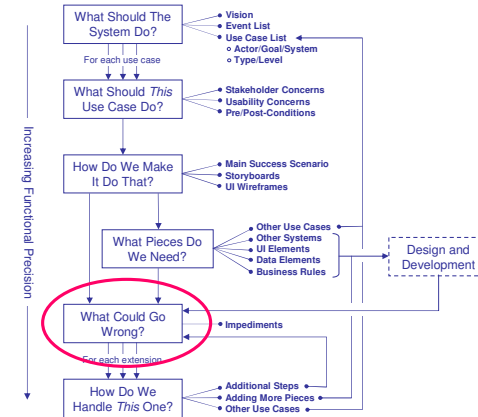 What Should The
System Do?
Vision
Event List
Use Case List
Actor/Goal/System
Type/Level
For each use case
What Should This
Use Case Do?
Stakeholder Concerns
Usability Concerns
Pre/Post-Conditions
How Do We Make
It Do That?
Main Success Scenario
Storyboards
UI Wireframes
Increasing Functional Precision
What Pieces Do
We Need?
Other Use Cases
Other Systems
UI Elements
Data Elements
Business Rules
Design and
Development
What Could Go
Wrong?
Impediments
For each extension
How Do We
Handle This One?
Additional Steps
Adding More Pieces
Other Use Cases